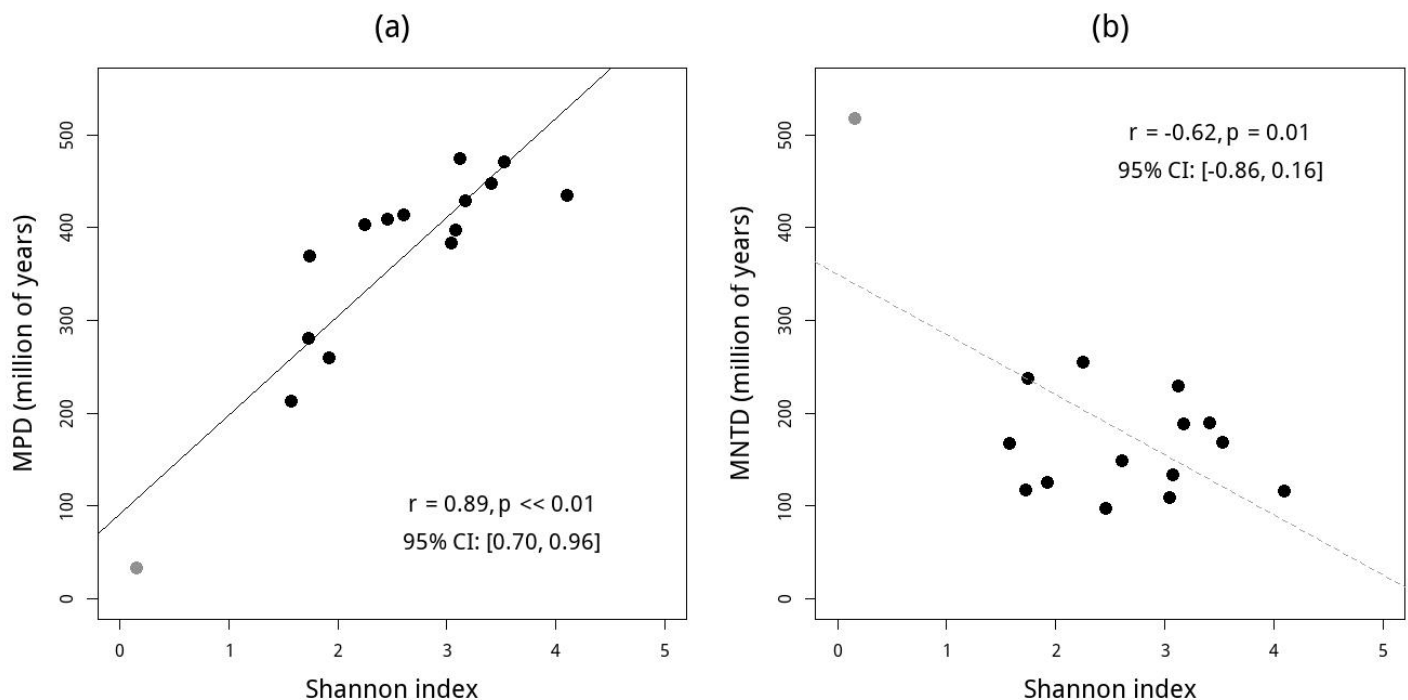 (a)
MPD (million of years)
500
400
300
200
100
0
r = 0.89, p << 0.01
95% CI: [0.70, 0.96]
0 1 2 3 4 5
Shannon index
(b)
MNTD (million of years)
500
400
300
200
100
0
r = -0.62, p = 0.01
95% CI: [-0.86, 0.16]
0 1 2 3 4 5
Shannon index